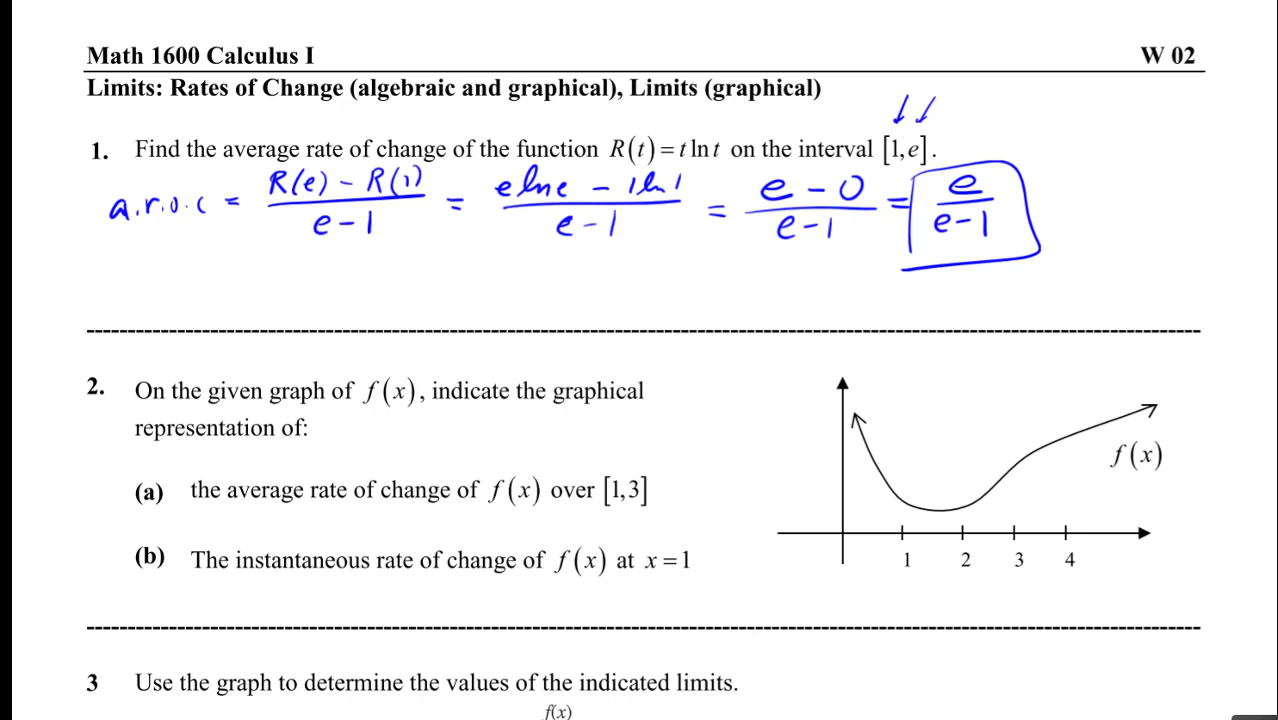 Math 1600 Calculus I W 02
Limits: Rates of Change (algebraic and graphical), Limits (graphical)
1. Find the average rate of change of the function R(t) = t ln t on the interval [1, e].
a.r.o.c = (R(e) - R(1))/(e - 1) = (e ln e - 1 ln 1)/(e - 1) = (e - 0)/(e - 1) = e/(e - 1)
2. On the given graph of f(x), indicate the graphical
representation of:
(a) the average rate of change of f(x) over [1,3]
(b) The instantaneous rate of change of f(x) at x = 1
f(x)
1 2 3 4
3 Use the graph to determine the values of the indicated limits.
f(x)